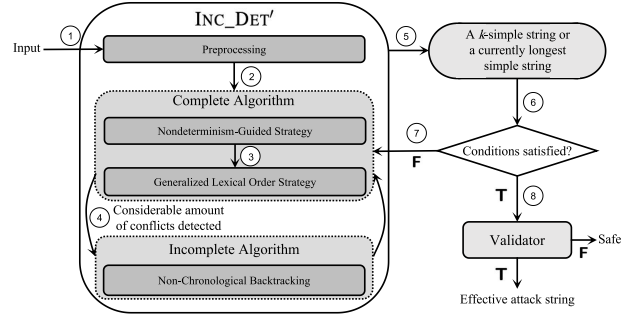 INC_DET′
Input
1
Preprocessing
2
Complete Algorithm
Nondeterminism-Guided Strategy
3
Generalized Lexical Order Strategy
4
Considerable amount
of conflicts detected
Incomplete Algorithm
Non-Chronological Backtracking
5
A k-simple string or
a currently longest
simple string
6
7
Conditions satisfied?
F
T
8
Validator
Safe
F
T
Effective attack string